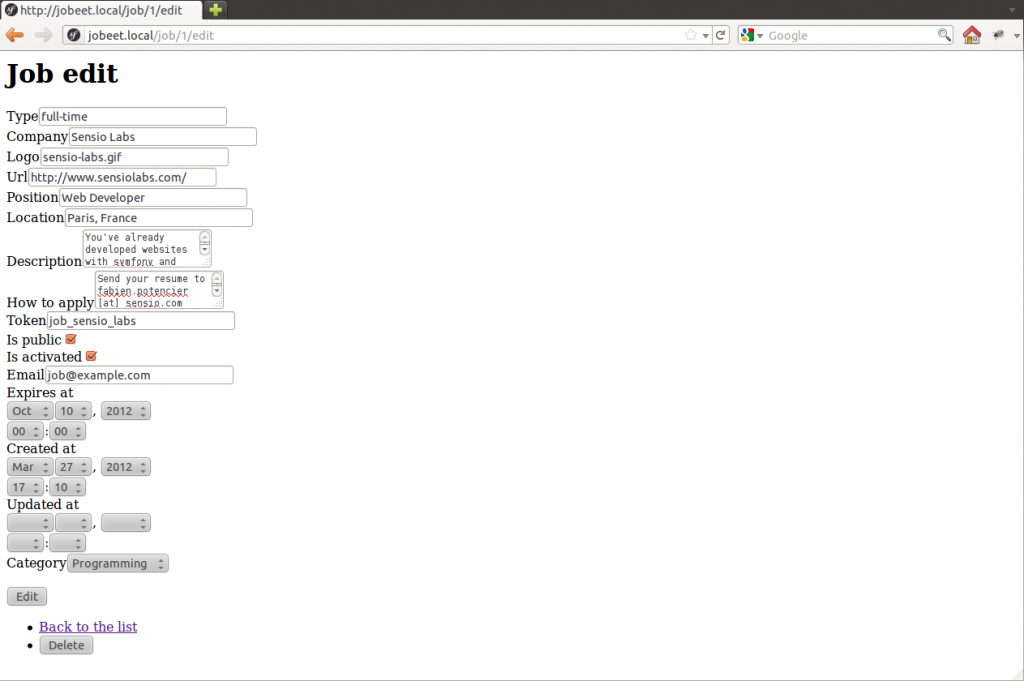 http://jobeet.local/job/1/edit
jobeet.local/job/1/edit
Google
Job edit
Type full-time
Company Sensio Labs
Logo sensio-labs.gif
Url http://www.sensiolabs.com/
Position Web Developer
Location Paris, France
You've already
developed websites
Description with symfony and
Send your resume to
fabien.potencier
How to apply [at] sensio.com
Token job_sensio_labs
Is public
Is activated
Email job@example.com
Expires at
Oct 10 , 2012
00 : 00
Created at
Mar 27 , 2012
17 : 10
Updated at
, 
:
Category Programming
Edit
• Back to the list
• Delete